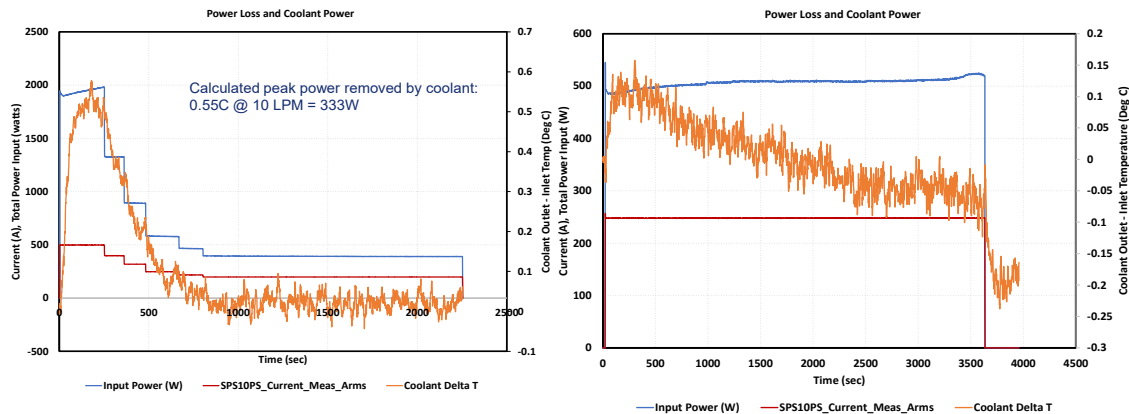 Power Loss and Coolant Power
2500
2000
1500
1000
500
0
-500
0.7
0.6
0.5
0.4
0.3
0.2
0.1
0
-0.1
Current (A), Total Power Input (watts)
Coolant Outlet - Inlet Temp (Deg C)
Calculated peak power removed by coolant:
0.55C @ 10 LPM = 333W
0 500 1000 1500 2000 2500
Time (sec)
Input Power (W) SPS10PS_Current_Meas_Arms Coolant Delta T
Power Loss and Coolant Power
600
500
400
300
200
100
0
0.2
0.15
0.1
0.05
0
-0.05
-0.1
-0.15
-0.2
-0.25
-0.3
Current (A), Total Power Input (W)
Coolant Outlet - Inlet Temperature (Deg C)
0 500 1000 1500 2000 2500 3000 3500 4000 4500
Time (sec)
Input Power (W) SPS10PS_Current_Meas_Arms Coolant Delta T